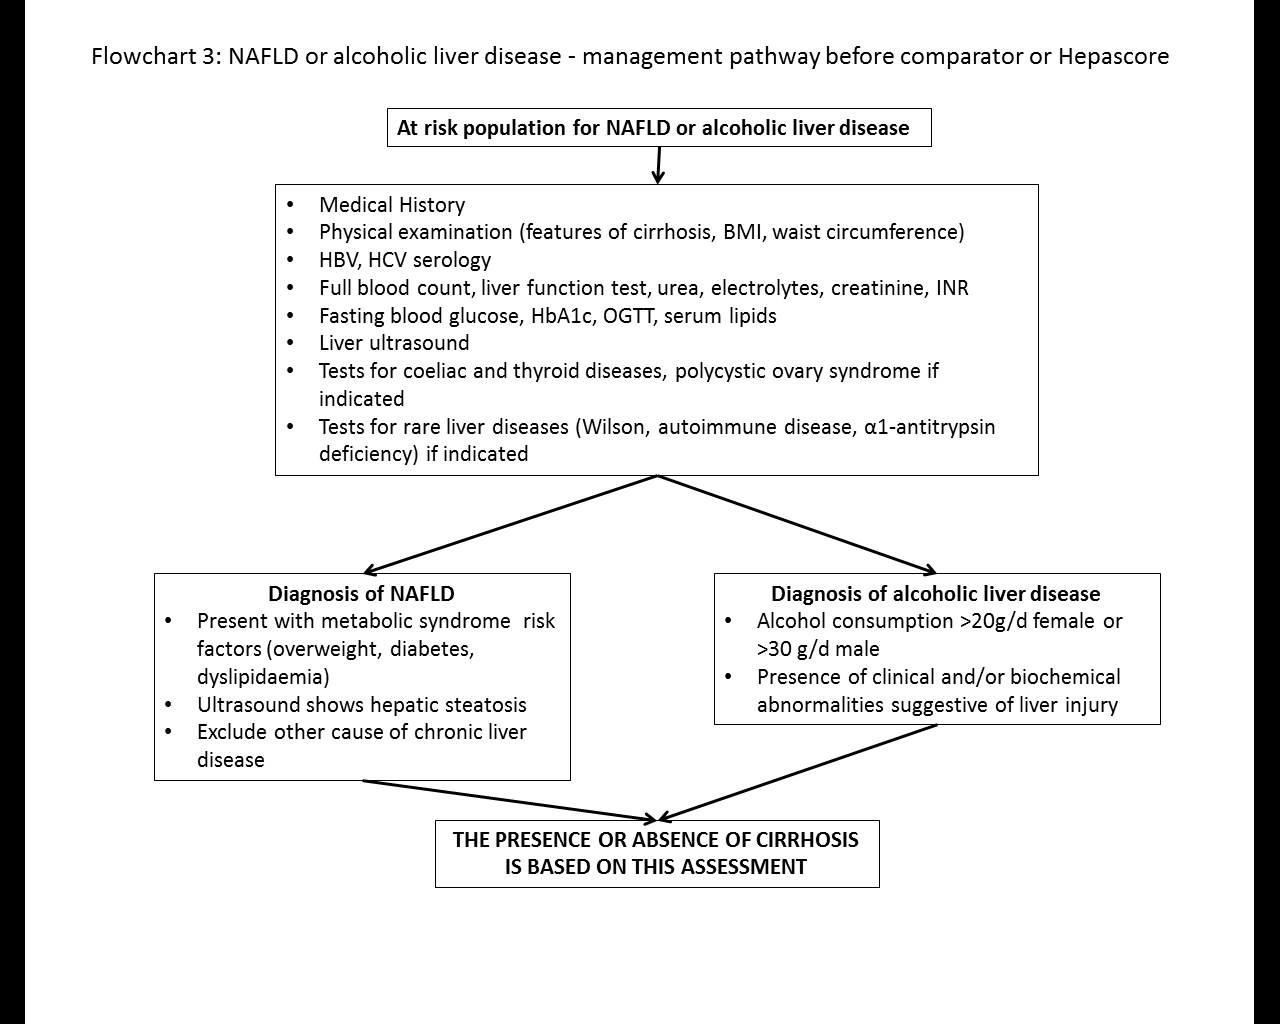 Flowchart 3: NAFLD or alcoholic liver disease - management pathway before comparator or Hepascore
At risk population for NAFLD or alcoholic liver disease
• Medical History
• Physical examination (features of cirrhosis, BMI, waist circumference)
• HBV, HCV serology
• Full blood count, liver function test, urea, electrolytes, creatinine, INR
• Fasting blood glucose, HbA1c, OGTT, serum lipids
• Liver ultrasound
• Tests for coeliac and thyroid diseases, polycystic ovary syndrome if
indicated
• Tests for rare liver diseases (Wilson, autoimmune disease, α1-antitrypsin
deficiency) if indicated
Diagnosis of NAFLD
• Present with metabolic syndrome risk
factors (overweight, diabetes,
dyslipidaemia)
• Ultrasound shows hepatic steatosis
• Exclude other cause of chronic liver
disease
Diagnosis of alcoholic liver disease
• Alcohol consumption >20g/d female or
>30 g/d male
• Presence of clinical and/or biochemical
abnormalities suggestive of liver injury
THE PRESENCE OR ABSENCE OF CIRRHOSIS
IS BASED ON THIS ASSESSMENT